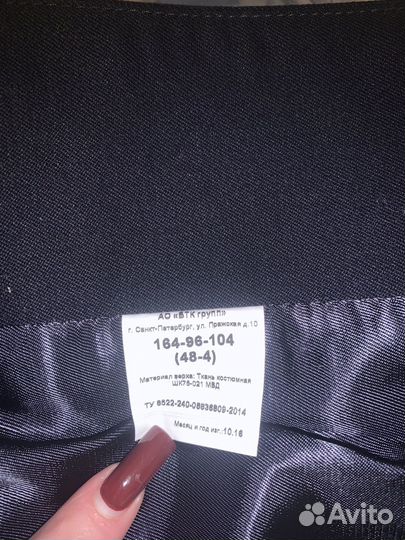 АО «БТК групп»
г. Санкт-Петербург, ул. Пражская д.10
164-96-104
(48-4)
Материал верха: Ткань костюмная
ШК75-021 МВД
ТУ 8522-240-08836809-2014
Месяц и год изг.:10.16
Avito